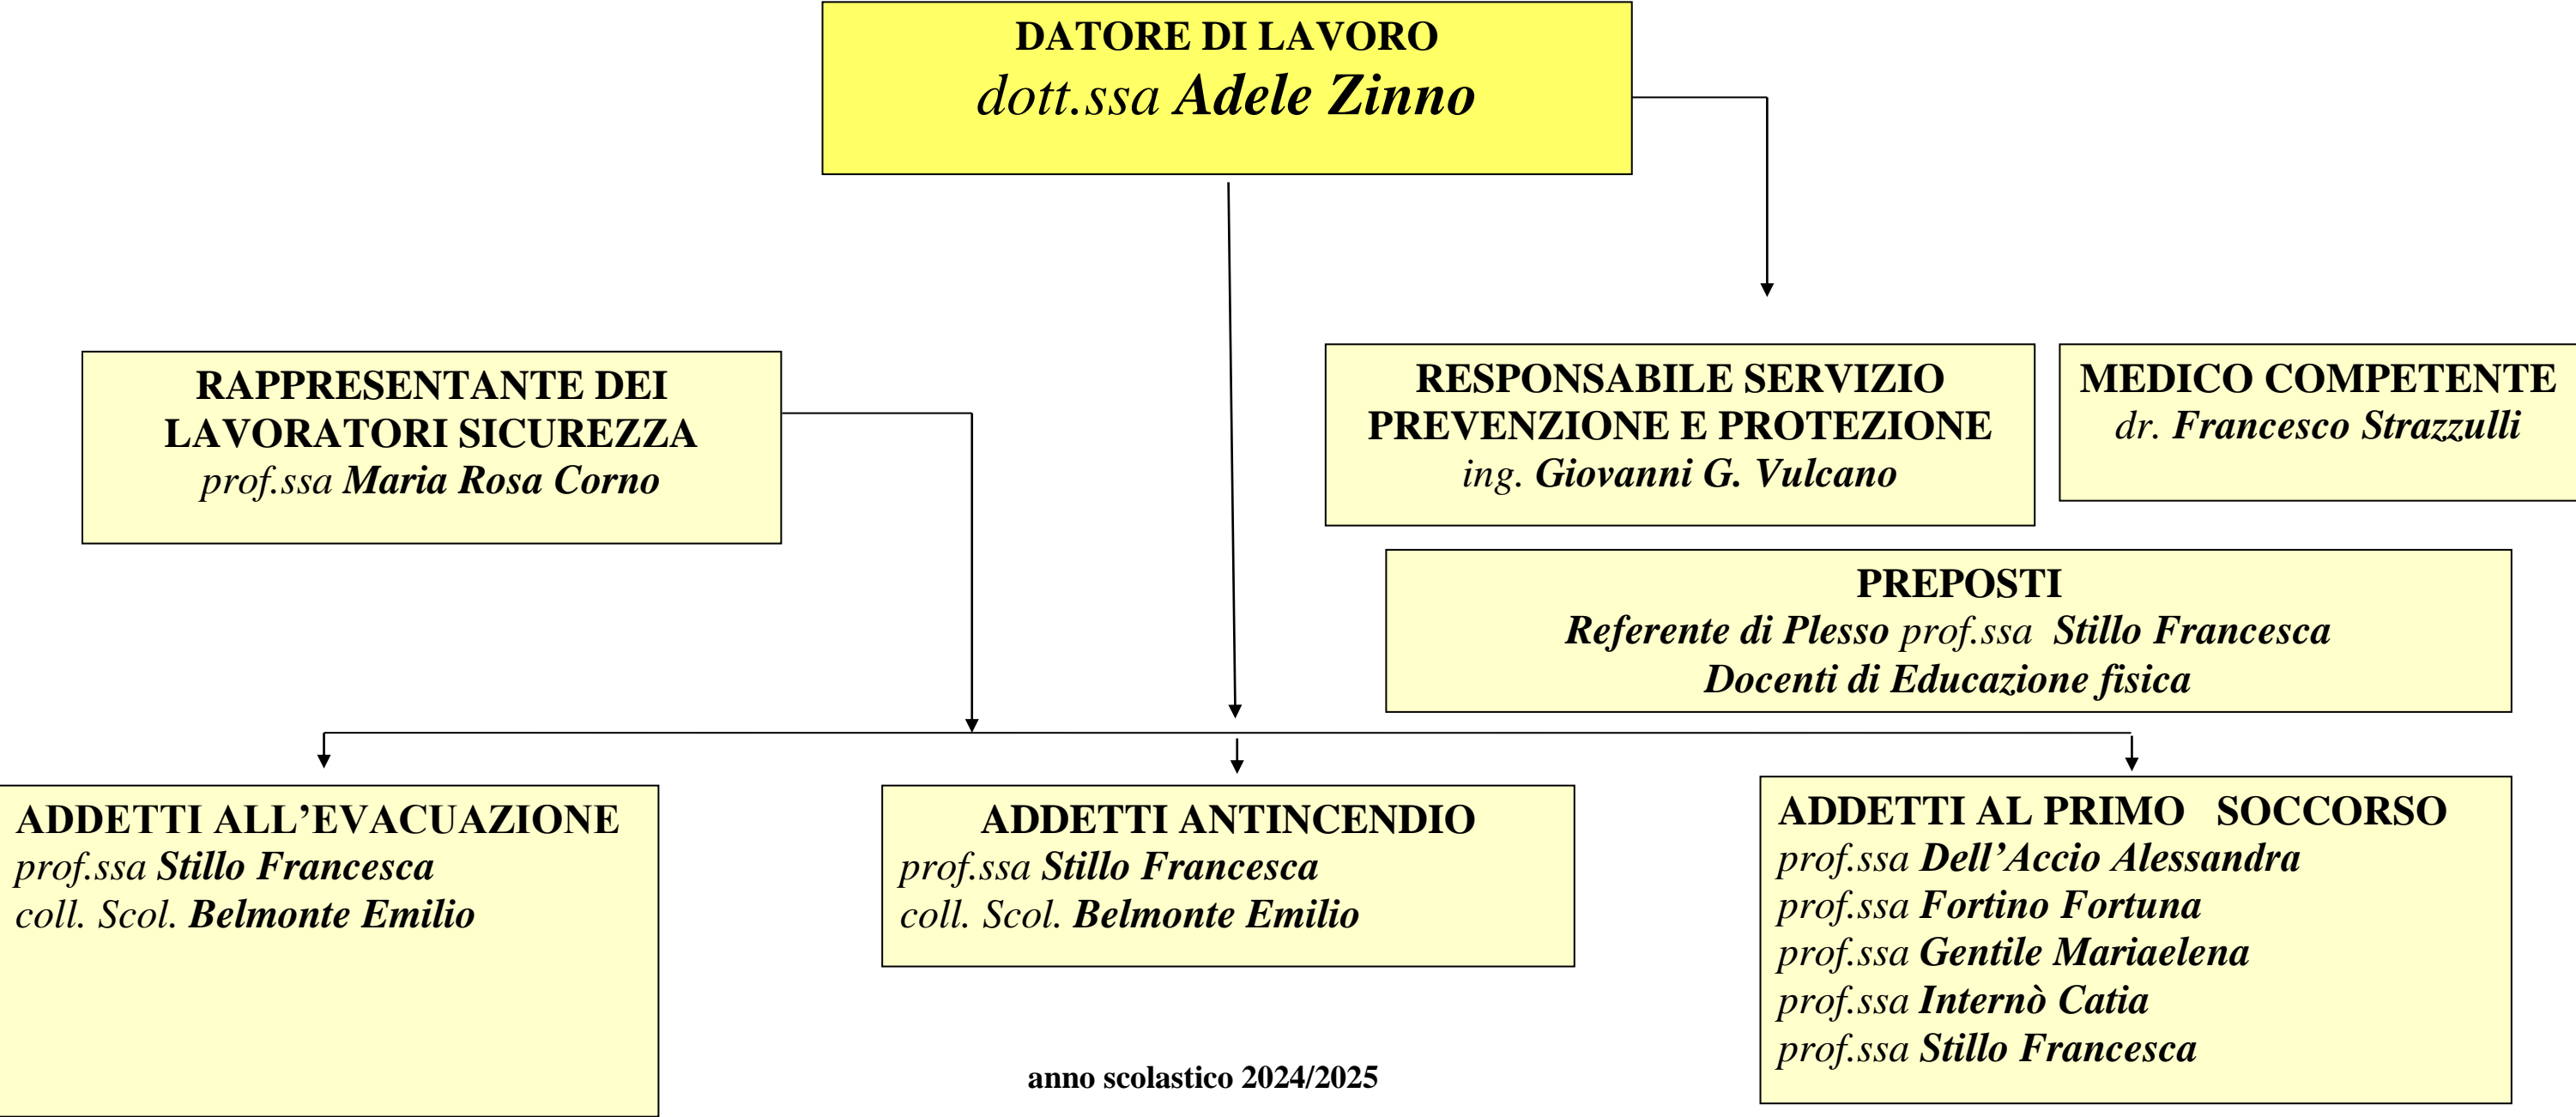 DATORE DI LAVORO
dott.ssa Adele Zinno
RAPPRESENTANTE DEI
LAVORATORI SICUREZZA
prof.ssa Maria Rosa Corno
RESPONSABILE SERVIZIO
PREVENZIONE E PROTEZIONE
ing. Giovanni G. Vulcano
MEDICO COMPETENTE
dr. Francesco Strazzulli
PREPOSTI
Referente di Plesso prof.ssa Stillo Francesca
Docenti di Educazione fisica
ADDETTI ALL’EVACUAZIONE
prof.ssa Stillo Francesca
coll. Scol. Belmonte Emilio
ADDETTI ANTINCENDIO
prof.ssa Stillo Francesca
coll. Scol. Belmonte Emilio
ADDETTI AL PRIMO SOCCORSO
prof.ssa Dell’Accio Alessandra
prof.ssa Fortino Fortuna
prof.ssa Gentile Mariaelena
prof.ssa Internò Catia
prof.ssa Stillo Francesca
anno scolastico 2024/2025